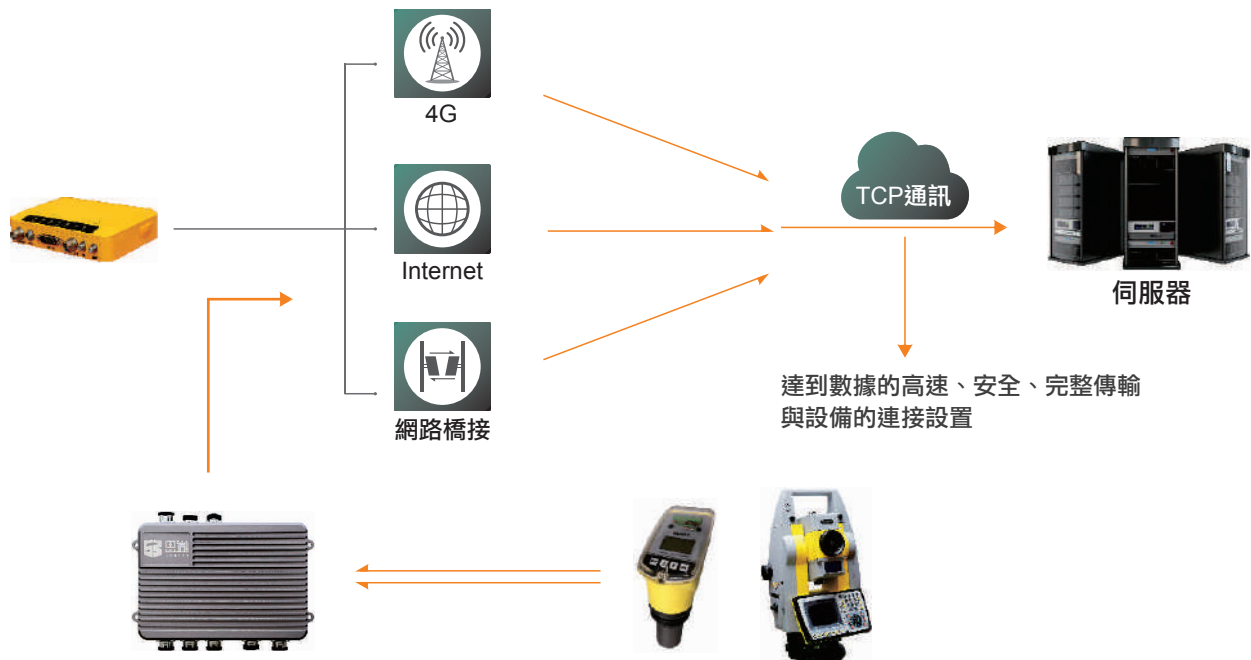 4G
Internet
網路橋接
TCP通訊
伺服器
達到數據的高速、安全、完整傳輸
與設備的連接設置